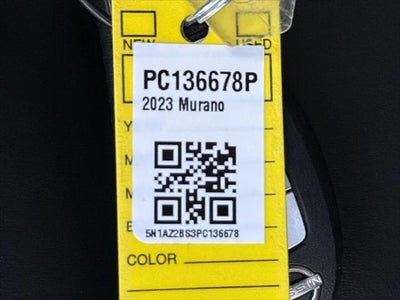 NEW USED
PC136678P
2023 Murano
5N1AZ2BS3PC136678
COLOR